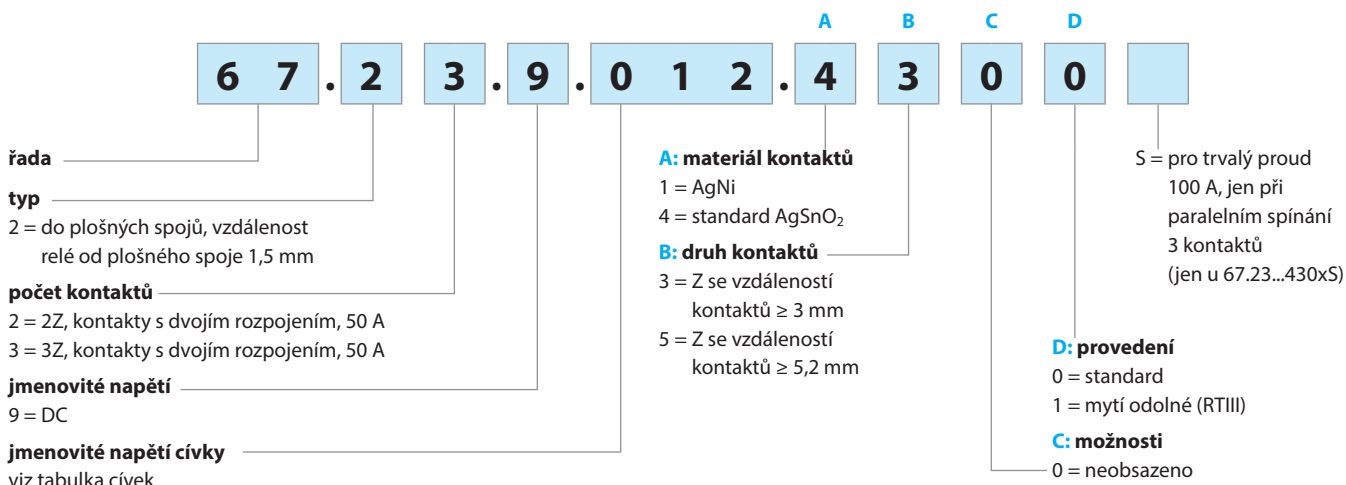 A B C D
6 7 . 2 3 . 9 . 0 1 2 . 4 3 0 0
řada
typ
2 = do plošných spojů, vzdálenost
relé od plošného spoje 1,5 mm
počet kontaktů
2 = 2Z, kontakty s dvojím rozpojením, 50 A
3 = 3Z, kontakty s dvojím rozpojením, 50 A
jmenovité napětí
9 = DC
jmenovité napětí cívky
viz tabulka cívek
A: materiál kontaktů
1 = AgNi
4 = standard AgSnO₂
B: druh kontaktů
3 = Z se vzdáleností
kontaktů ≥ 3 mm
5 = Z se vzdáleností
kontaktů ≥ 5,2 mm
S = pro trvalý proud
100 A, jen při
paralelním spínání
3 kontaktů
(jen u 67.23...430xS)
D: provedení
0 = standard
1 = mytí odolné (RTIII)
C: možnosti
0 = neobsazeno